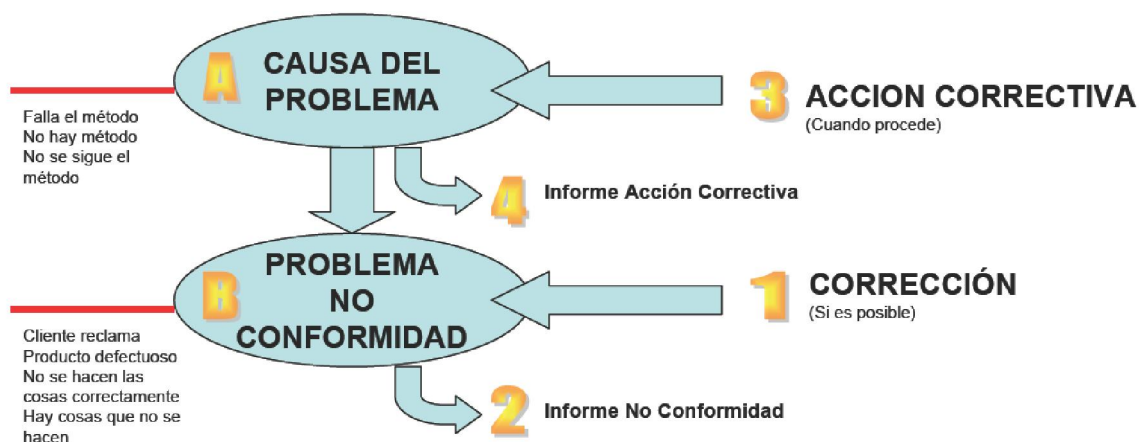 A
CAUSA DEL
PROBLEMA
3
ACCION CORRECTIVA
(Cuando procede)
Falla el método
No hay método
No se sigue el
método
4
Informe Acción Correctiva
B
PROBLEMA
NO
CONFORMIDAD
1
CORRECCIÓN
(Si es posible)
Cliente reclama
Producto defectuoso
No se hacen las
cosas correctamente
Hay cosas que no se
hacen
2
Informe No Conformidad